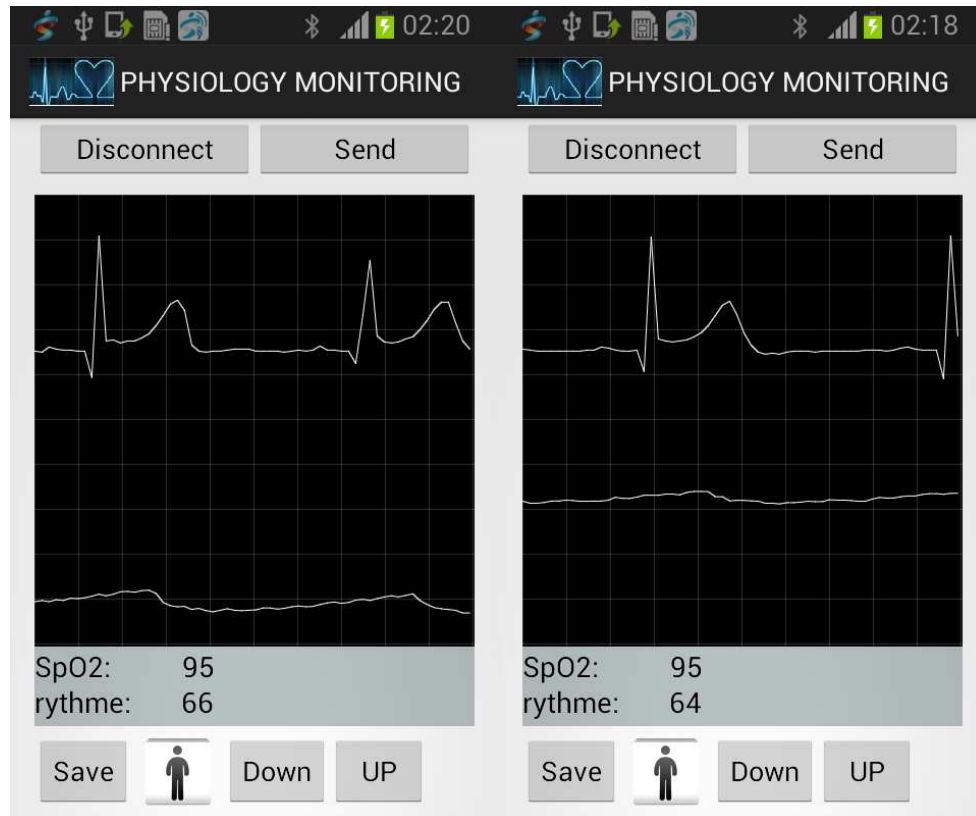 02:20
PHYSIOLOGY MONITORING
Disconnect Send
SpO2: 95
rythme: 66
Save Down UP
02:18
PHYSIOLOGY MONITORING
Disconnect Send
SpO2: 95
rythme: 64
Save Down UP